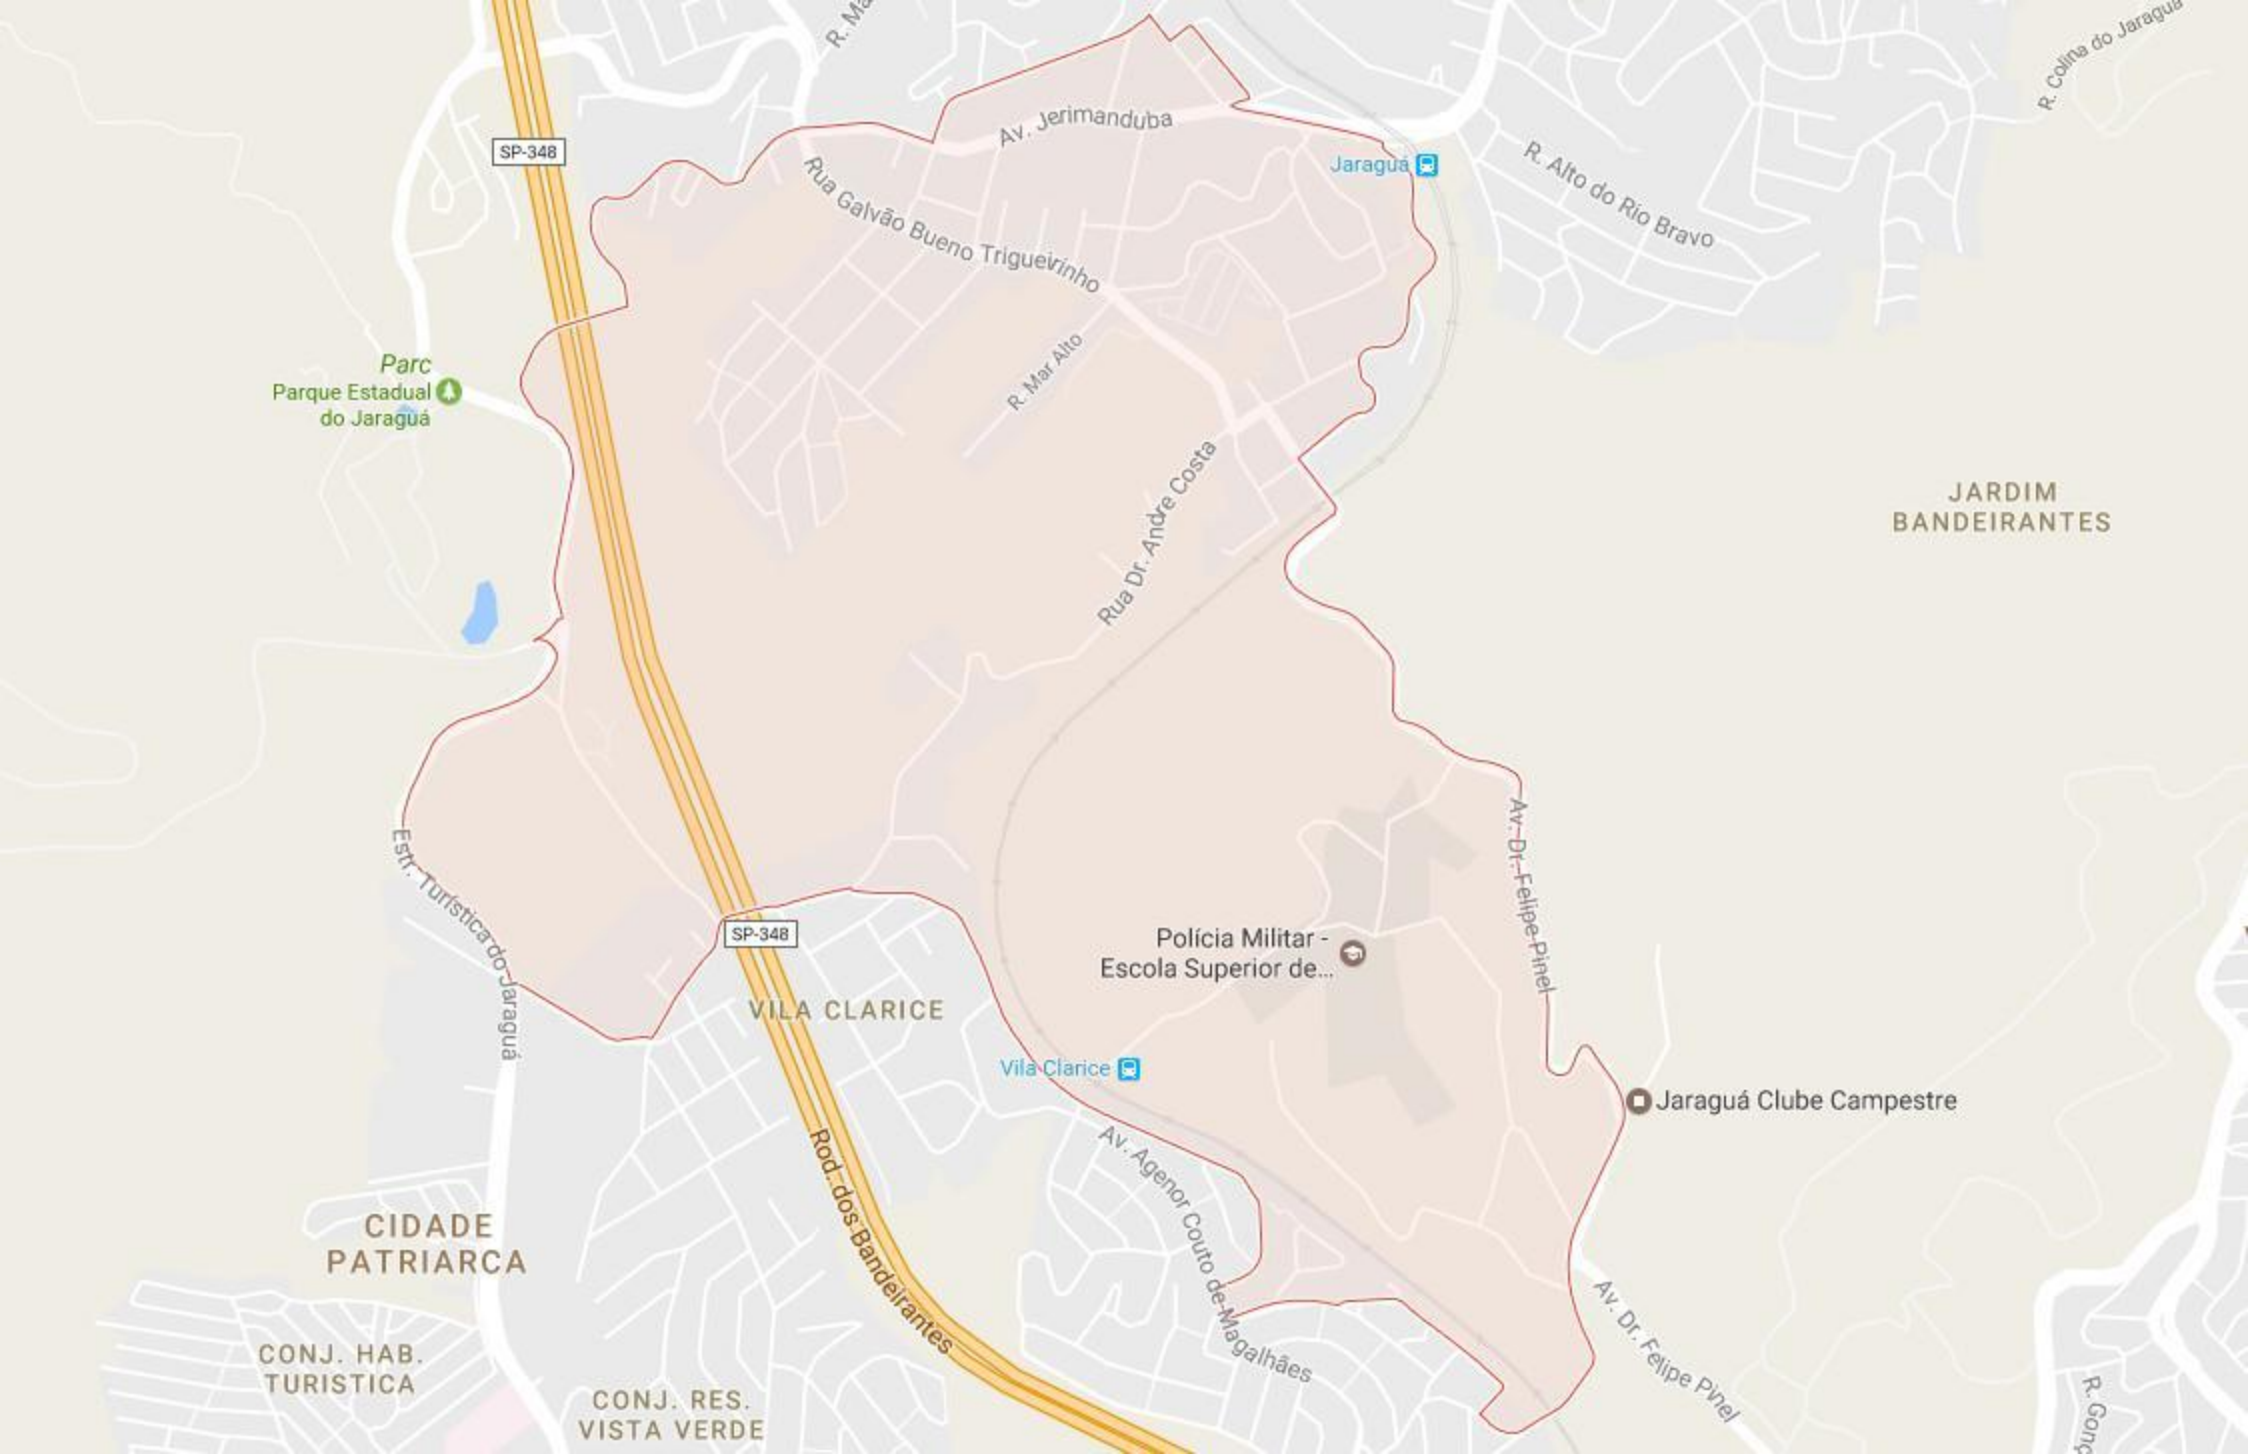 R. Colina do Jaraguá
Av. Jerimanduba
SP-348
Jaraguá
R. Alto do Rio Bravo
Rua Galvão Bueno Trigueirinho
Parc
Parque Estadual
do Jaraguá
R. Mar Alto
JARDIM
BANDEIRANTES
Rua Dr. Andre Costa
Av. Dr. Felipe Pinel
Estr. Turística do Jaraguá
SP-348
Polícia Militar -
Escola Superior de...
VILA CLARICE
Vila Clarice
Jaraguá Clube Campestre
Av. Agenor Couto de Magalhães
Rod. dos Bandeirantes
CIDADE
PATRIARCA
Av. Dr. Felipe Pinel
CONJ. HAB.
TURISTICA
CONJ. RES.
VISTA VERDE